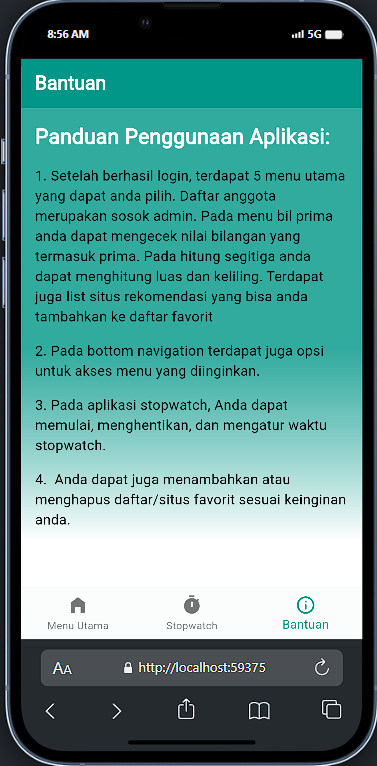 8:56 AM
5G
Bantuan
Panduan Penggunaan Aplikasi:
1. Setelah berhasil login, terdapat 5 menu utama
yang dapat anda pilih. Daftar anggota
merupakan sosok admin. Pada menu bil prima
anda dapat mengecek nilai bilangan yang
termasuk prima. Pada hitung segitiga anda
dapat menghitung luas dan keliling. Terdapat
juga list situs rekomendasi yang bisa anda
tambahkan ke daftar favorit
2. Pada bottom navigation terdapat juga opsi
untuk akses menu yang diinginkan.
3. Pada aplikasi stopwatch, Anda dapat
memulai, menghentikan, dan mengatur waktu
stopwatch.
4. Anda dapat juga menambahkan atau
menghapus daftar/situs favorit sesuai keinginan
anda.
Menu Utama
Stopwatch
Bantuan
AA
http://localhost:59375